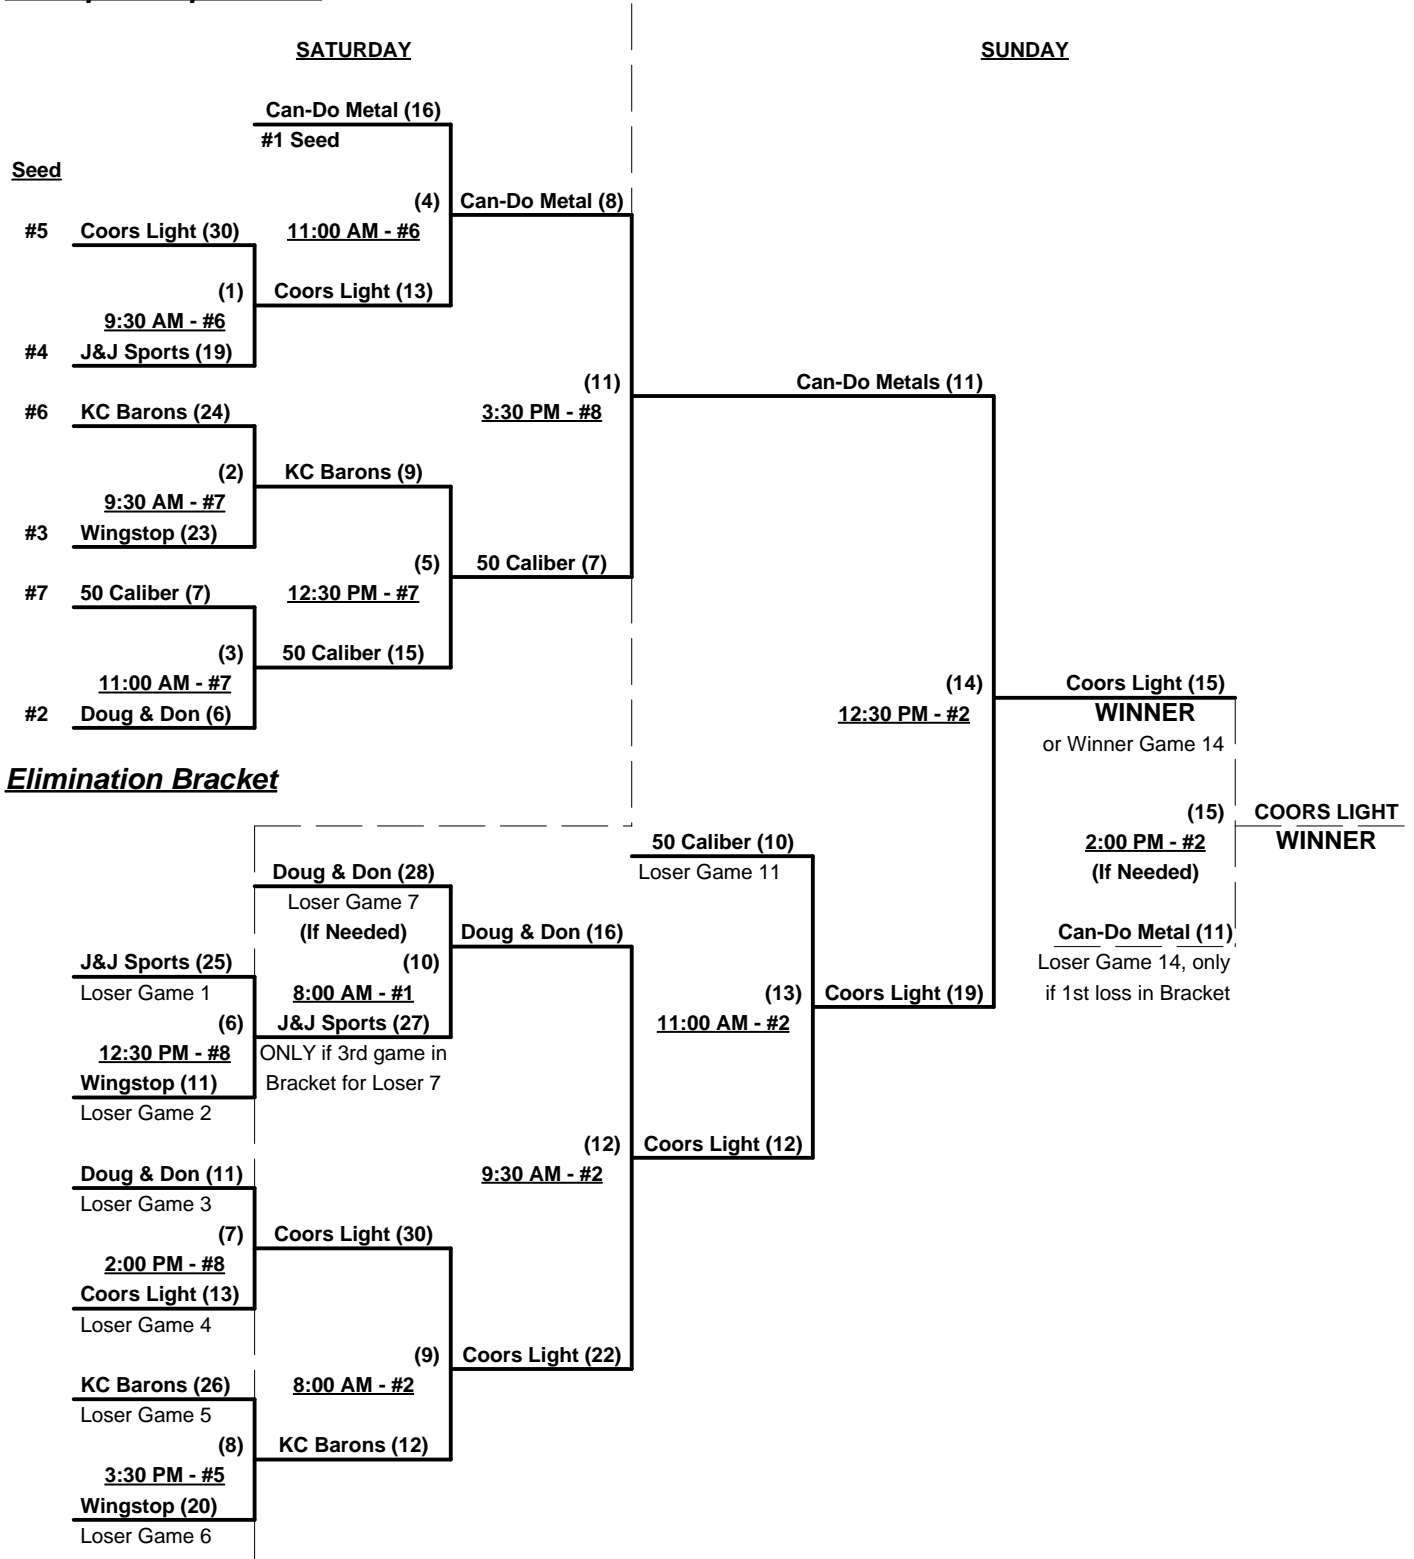 SATURDAY
SUNDAY
Can-Do Metal (16)
#1 Seed
Seed
(4)
Can-Do Metal (8)
#5
Coors Light (30)
11:00 AM - #6
(1)
Coors Light (13)
9:30 AM - #6
#4
J&J Sports (19)
(11)
Can-Do Metals (11)
#6
KC Barons (24)
3:30 PM - #8
(2)
KC Barons (9)
9:30 AM - #7
#3
Wingstop (23)
(5)
50 Caliber (7)
#7
50 Caliber (7)
12:30 PM - #7
(3)
50 Caliber (15)
11:00 AM - #7
(14)
Coors Light (15)
#2
Doug & Don (6)
12:30 PM - #2
WINNER
or Winner Game 14
Elimination Bracket
(15)
COORS LIGHT
50 Caliber (10)
2:00 PM - #2
WINNER
Doug & Don (28)
Loser Game 11
(If Needed)
Loser Game 7
(If Needed)
Doug & Don (16)
Can-Do Metal (11)
J&J Sports (25)
(10)
Loser Game 14, only
Loser Game 1
8:00 AM - #1
(13)
Coors Light (19)
if 1st loss in Bracket
(6)
J&J Sports (27)
11:00 AM - #2
12:30 PM - #8
ONLY if 3rd game in
Wingstop (11)
Bracket for Loser 7
Loser Game 2
(12)
Coors Light (12)
Doug & Don (11)
9:30 AM - #2
Loser Game 3
(7)
Coors Light (30)
2:00 PM - #8
Coors Light (13)
Loser Game 4
(9)
Coors Light (22)
KC Barons (26)
8:00 AM - #2
Loser Game 5
(8)
KC Barons (12)
3:30 PM - #5
Wingstop (20)
Loser Game 6